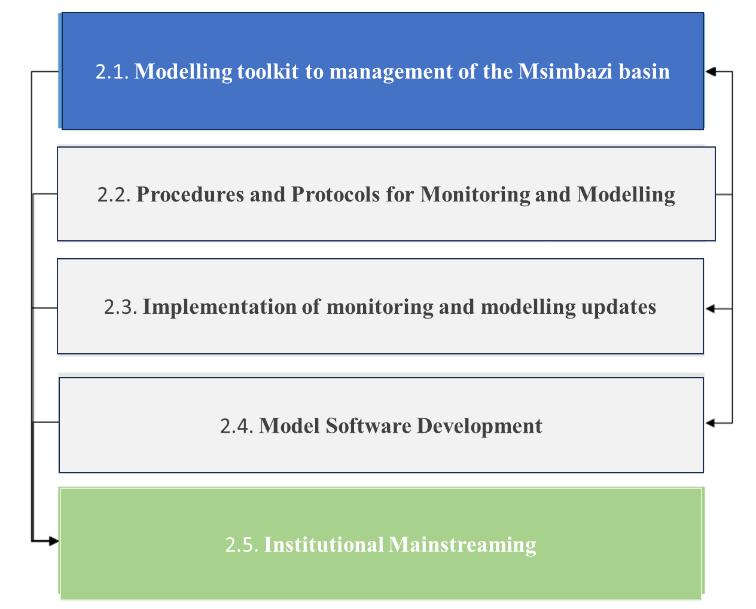 2.1. Modelling toolkit to management of the Msimbazi basin
2.2. Procedures and Protocols for Monitoring and Modelling
2.3. Implementation of monitoring and modelling updates
2.4. Model Software Development
2.5. Institutional Mainstreaming